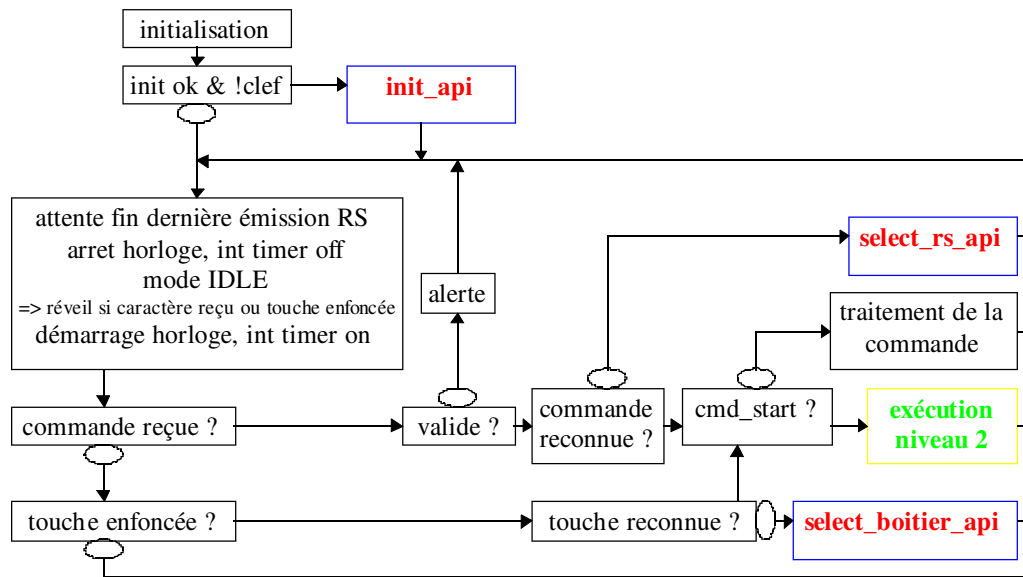 initialisation
init ok & !clef
init_api
attente fin dernière émission RS
arret horloge, int timer off
mode IDLE
=> réveil si caractère reçu ou touche enfoncée
démarrage horloge, int timer on
alerte
select_rs_api
traitement de la
commande
commande reçue ?
valide ?
commande
reconnue ?
cmd_start ?
exécution
niveau 2
touche enfoncée ?
touche reconnue ?
select_boitier_api